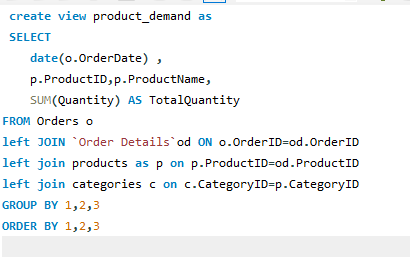 create view product_demand as
SELECT
date(o.OrderDate) ,
p.ProductID,p.ProductName,
SUM(Quantity) AS TotalQuantity
FROM Orders o
left JOIN `Order Details`od ON o.OrderID=od.OrderID
left join products as p on p.ProductID=od.ProductID
left join categories c on c.CategoryID=p.CategoryID
GROUP BY 1,2,3
ORDER BY 1,2,3